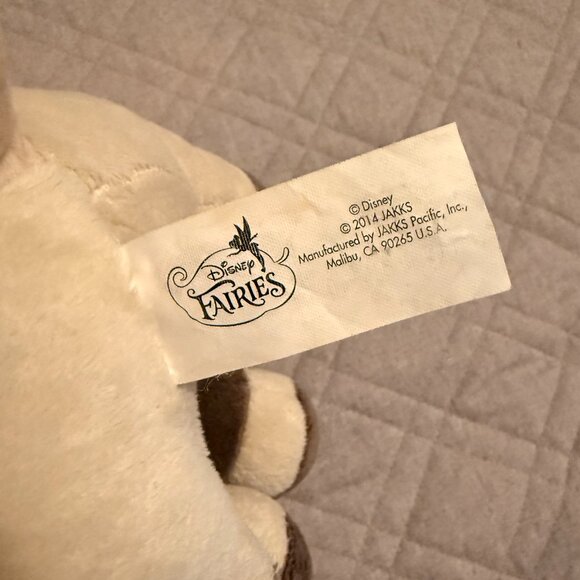 Disney
FAIRIES
© Disney
© 2014 JAKKS
Manufactured by JAKKS Pacific, Inc.,
Malibu, CA 90265 U.S.A.